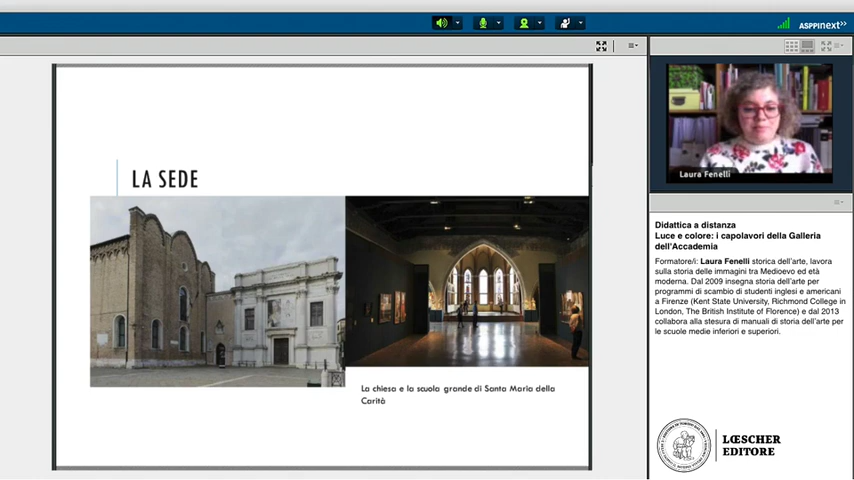 ASPPInext>>
LA SEDE
La chiesa e la scuola grande di Santa Maria della
Carità
Laura Fenelli
Didattica a distanza
Luce e colore: i capolavori della Galleria
dell'Accademia
Formatore/i: Laura Fenelli storica dell'arte, lavora
sulla storia delle immagini tra Medioevo ed età
moderna. Dal 2009 insegna storia dell'arte per
programmi di scambio di studenti inglesi e americani
a Firenze (Kent State University, Richmond College in
London, The British Institute of Florence) e dal 2013
collabora alla stesura di manuali di storia dell'arte per
le scuole medie inferiori e superiori.
LŒSCHER
EDITORE